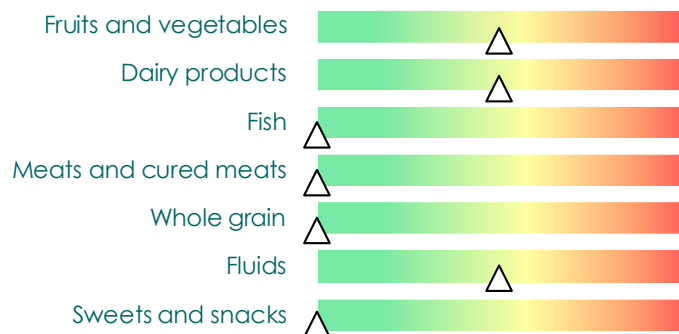 Fruits and vegetables
Dairy products
Fish
Meats and cured meats
Whole grain
Fluids
Sweets and snacks